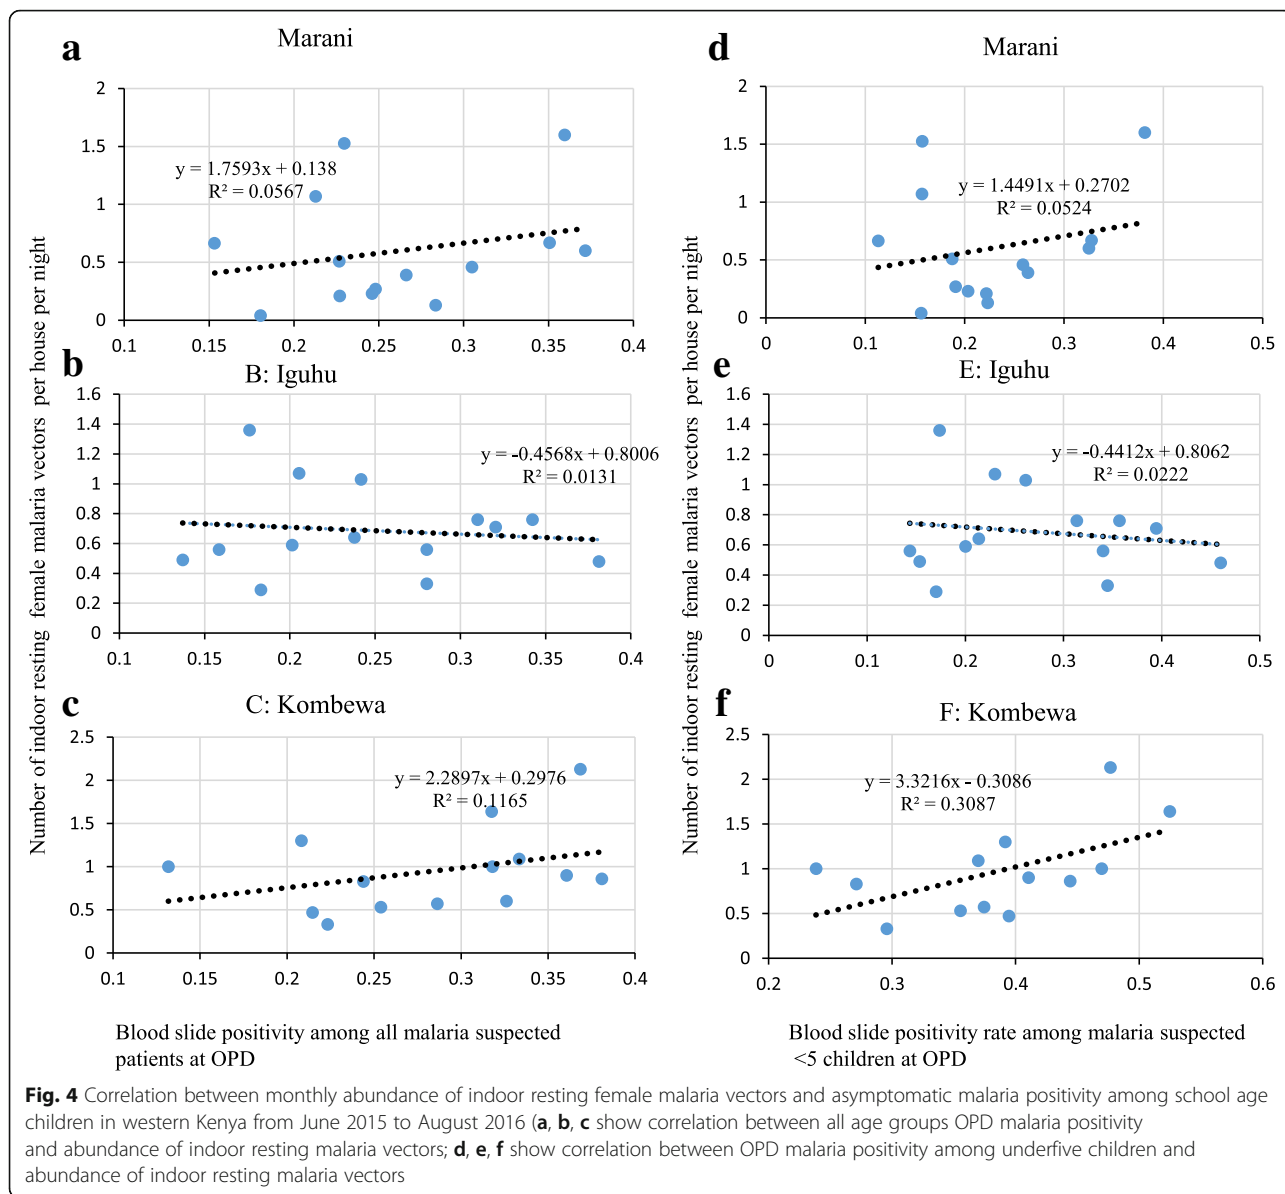 a
Marani
Number of indoor resting female malaria vectors per house per night
2
1.5
1
0.5
0
y = 1.7593x + 0.138
R² = 0.0567
0.1 0.15 0.2 0.25 0.3 0.35 0.4
b
B: Iguhu
1.6
1.4
1.2
1
0.8
0.6
0.4
0.2
0
y = -0.4568x + 0.8006
R² = 0.0131
0.1 0.15 0.2 0.25 0.3 0.35 0.4
c
C: Kombewa
2.5
2
1.5
1
0.5
0
y = 2.2897x + 0.2976
R² = 0.1165
0.1 0.15 0.2 0.25 0.3 0.35 0.4
Blood slide positivity among all malaria suspected
patients at OPD
d
Marani
Number of indoor resting female malaria vectors per house per night
2
1.5
1
0.5
0
y = 1.4491x + 0.2702
R² = 0.0524
0 0.1 0.2 0.3 0.4 0.5
e
E: Iguhu
1.6
1.4
1.2
1
0.8
0.6
0.4
0.2
0
y = -0.4412x + 0.8062
R² = 0.0222
0 0.1 0.2 0.3 0.4 0.5
f
F: Kombewa
2.5
2
1.5
1
0.5
0
y = 3.3216x - 0.3086
R² = 0.3087
0.2 0.3 0.4 0.5 0.6
Blood slide positivity rate among malaria suspected
<5 children at OPD
Fig. 4 Correlation between monthly abundance of indoor resting female malaria vectors and asymptomatic malaria positivity among school age
children in western Kenya from June 2015 to August 2016 (a, b, c show correlation between all age groups OPD malaria positivity
and abundance of indoor resting malaria vectors; d, e, f show correlation between OPD malaria positivity among underfive children and
abundance of indoor resting malaria vectors